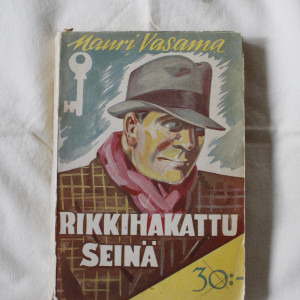 Mauri Vasama
RIKKIHAKATTU
SEINÄ
30:-